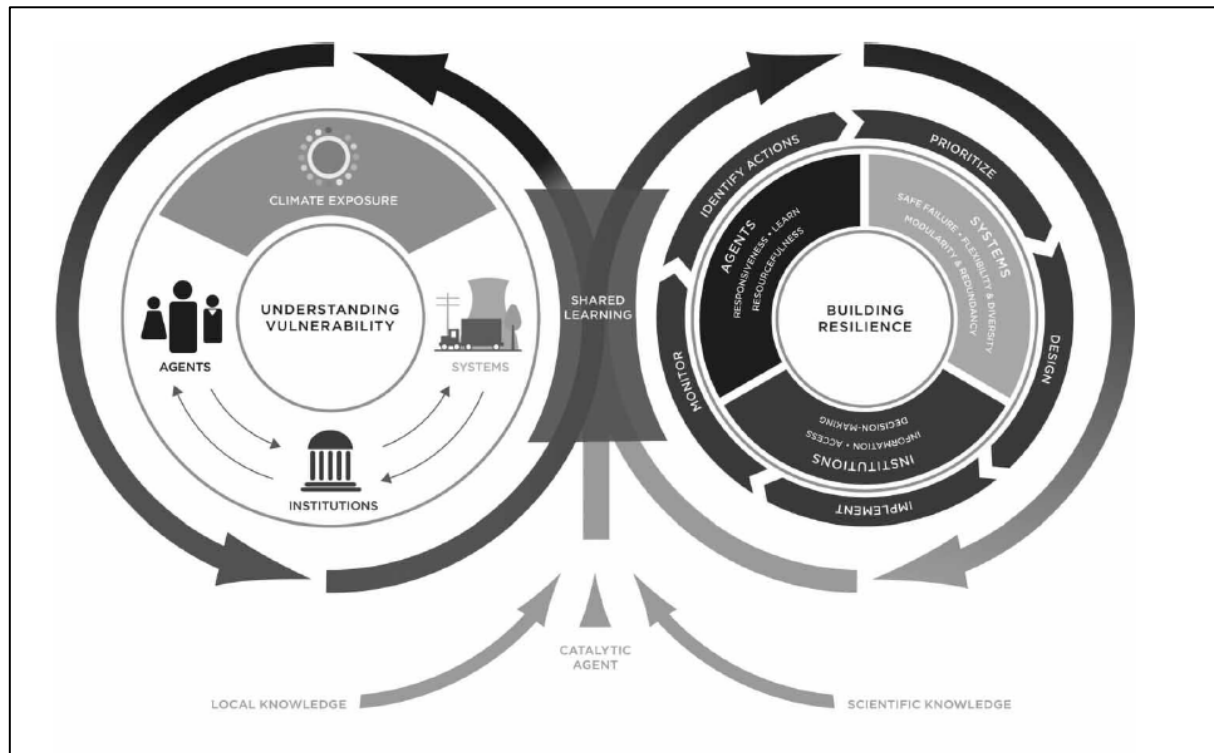 CLIMATE EXPOSURE
UNDERSTANDING
VULNERABILITY
AGENTS
SYSTEMS
INSTITUTIONS
SHARED
LEARNING
IDENTIFY ACTIONS
PRIORITIZE
DESIGN
IMPLEMENT
MONITOR
AGENTS
RESPONSIVENESS • LEARN
RESOURCEFULNESS
SYSTEMS
SAFE FAILURE • FLEXIBILITY & DIVERSITY
MODULARITY & REDUNDANCY
BUILDING
RESILIENCE
INSTITUTIONS
INFORMATION • ACCESS
DECISION-MAKING
CATALYTIC
AGENT
LOCAL KNOWLEDGE
SCIENTIFIC KNOWLEDGE